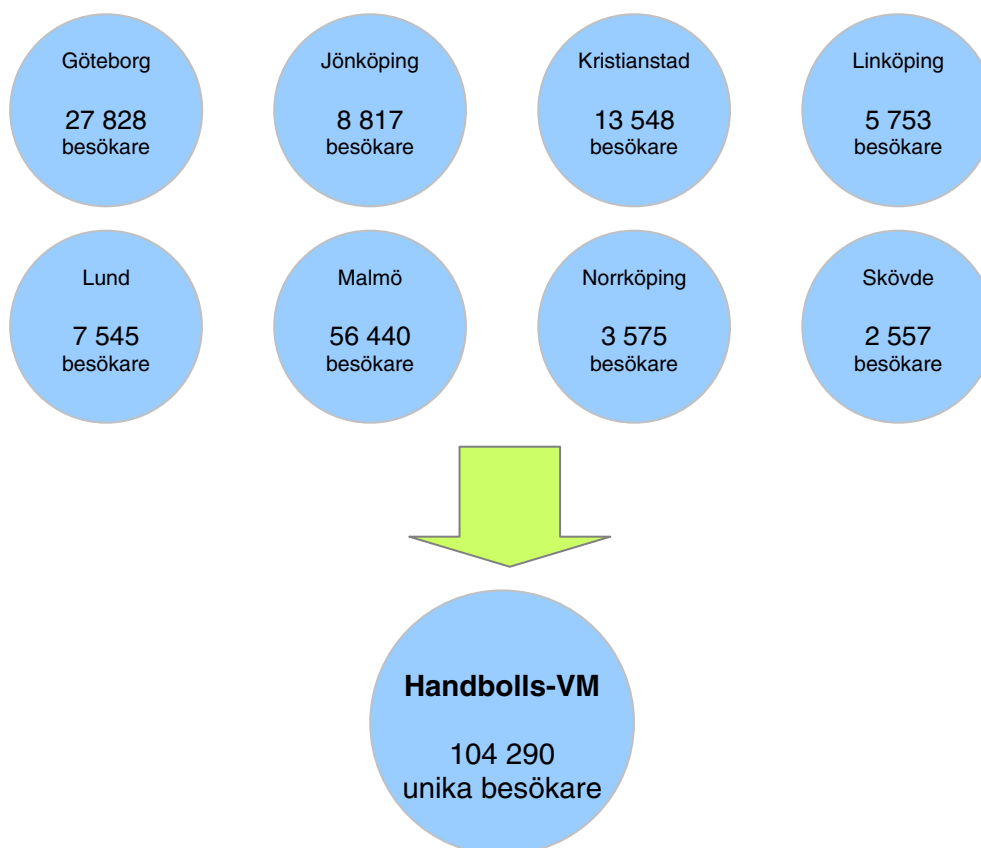 Göteborg
27 828
besökare
Jönköping
8 817
besökare
Kristianstad
13 548
besökare
Linköping
5 753
besökare
Lund
7 545
besökare
Malmö
56 440
besökare
Norrköping
3 575
besökare
Skövde
2 557
besökare
Handbolls-VM
104 290
unika besökare